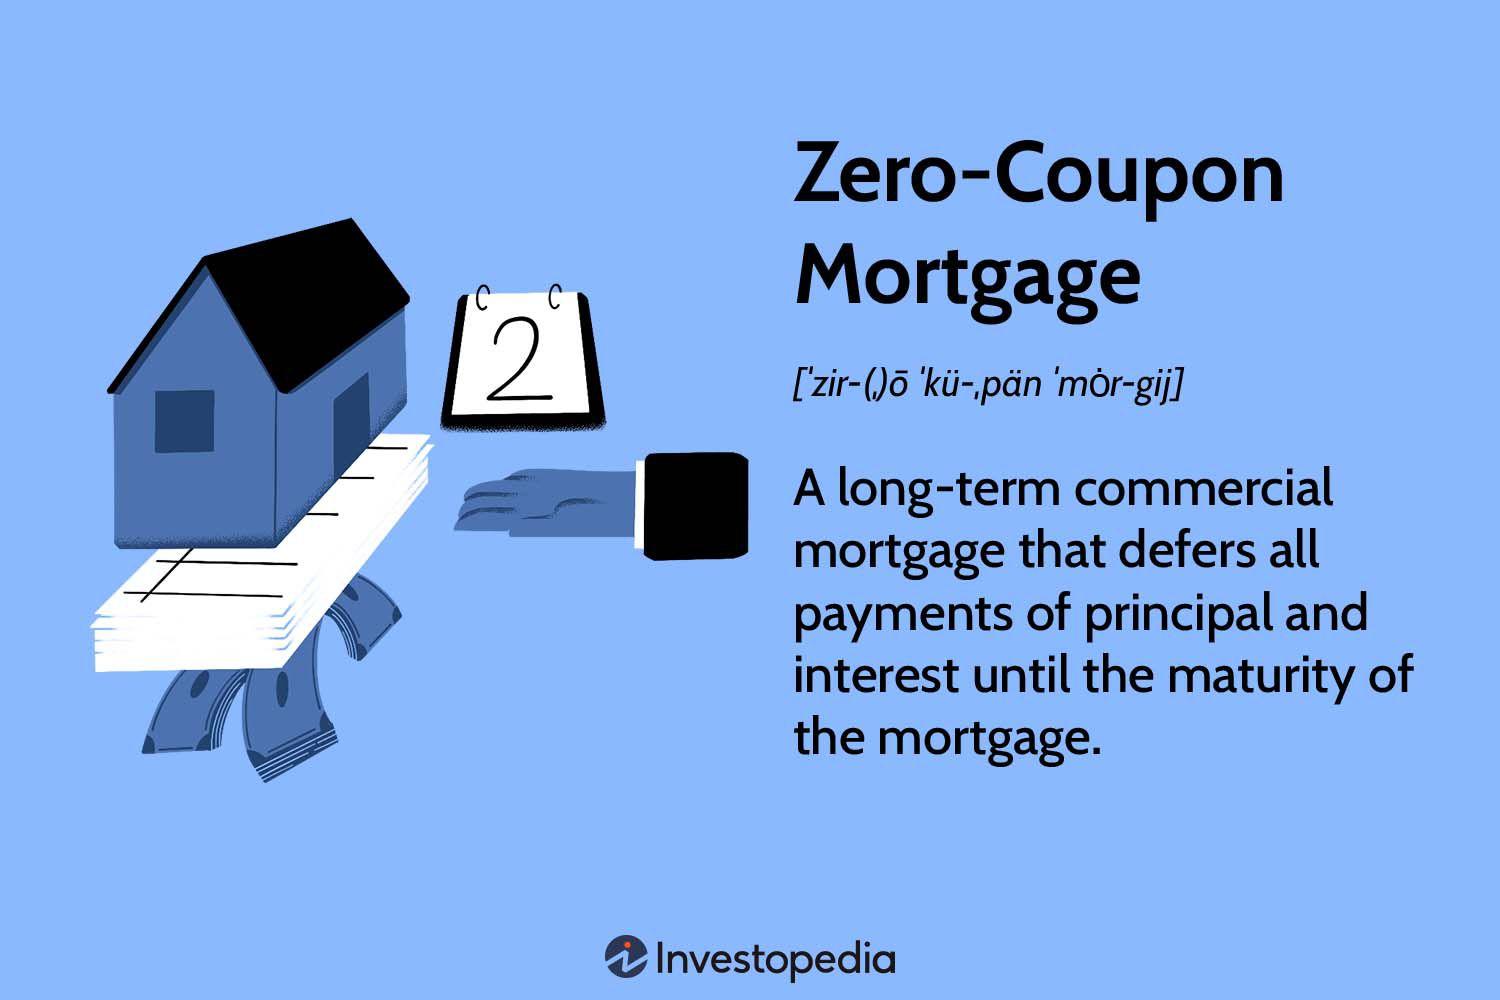 Zero-Coupon
Mortgage
2
[ˈzir-(ˌ)ō ˈkü-ˌpän ˈmȯr-gij]
A long-term commercial
mortgage that defers all
payments of principal and
interest until the maturity of
the mortgage.
Investopedia